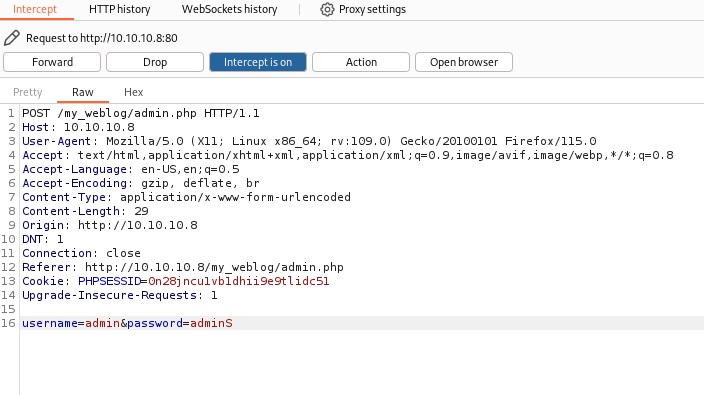 Intercept HTTP history WebSockets history Proxy settings
Request to http://10.10.10.8:80
Forward Drop Intercept is on Action Open browser
Pretty Raw Hex
1 POST /my_weblog/admin.php HTTP/1.1
2 Host: 10.10.10.8
3 User-Agent: Mozilla/5.0 (X11; Linux x86_64; rv:109.0) Gecko/20100101 Firefox/115.0
4 Accept: text/html,application/xhtml+xml,application/xml;q=0.9,image/avif,image/webp,*/*;q=0.8
5 Accept-Language: en-US,en;q=0.5
6 Accept-Encoding: gzip, deflate, br
7 Content-Type: application/x-www-form-urlencoded
8 Content-Length: 29
9 Origin: http://10.10.10.8
10 DNT: 1
11 Connection: close
12 Referer: http://10.10.10.8/my_weblog/admin.php
13 Cookie: PHPSESSID=0n28jncu1vb1dhii9e9tlidc51
14 Upgrade-Insecure-Requests: 1
15
16 username=admin&password=adminS